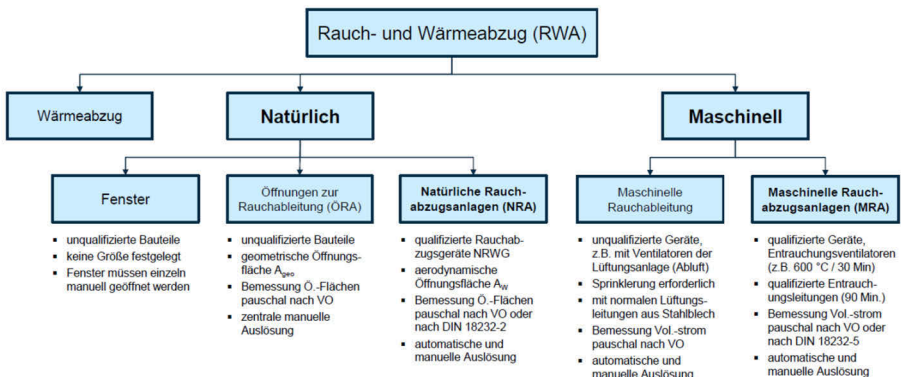 Rauch- und Wärmeabzug (RWA)
Wärmeabzug
Natürlich
Maschinell
Fenster
▪ unqualifizierte Bauteile
▪ keine Größe festgelegt
▪ Fenster müssen einzeln
manuell geöffnet werden
Öffnungen zur
Rauchableitung (ÖRA)
▪ unqualifizierte Bauteile
▪ geometrische Öffnungs-
fläche Ageo
▪ Bemessung Ö.-Flächen
pauschal nach VO
▪ zentrale manuelle
Auslösung
Natürliche Rauch-
abzugsanlagen (NRA)
▪ qualifizierte Rauchab-
zugsgeräte NRWG
▪ aerodynamische
Öffnungsfläche Aw
▪ Bemessung Ö.-Flächen
pauschal nach VO oder
nach DIN 18232-2
▪ automatische und
manuelle Auslösung
Maschinelle
Rauchableitung
▪ unqualifizierte Geräte,
z.B. mit Ventilatoren der
Lüftungsanlage (Abluft)
▪ Sprinklerung erforderlich
▪ mit normalen Lüftungs-
leitungen aus Stahlblech
▪ Bemessung Vol.-strom
pauschal nach VO
▪ automatische und
manuelle Auslösung
Maschinelle Rauch-
abzugsanlagen (MRA)
▪ qualifizierte Geräte,
Entrauchungsventilatoren
(z.B. 600 °C / 30 Min)
▪ qualifizierte Entrauch-
ungsleitungen (90 Min.)
▪ Bemessung Vol.-strom
pauschal nach VO oder
nach DIN 18232-5
▪ automatische und
manuelle Auslösung